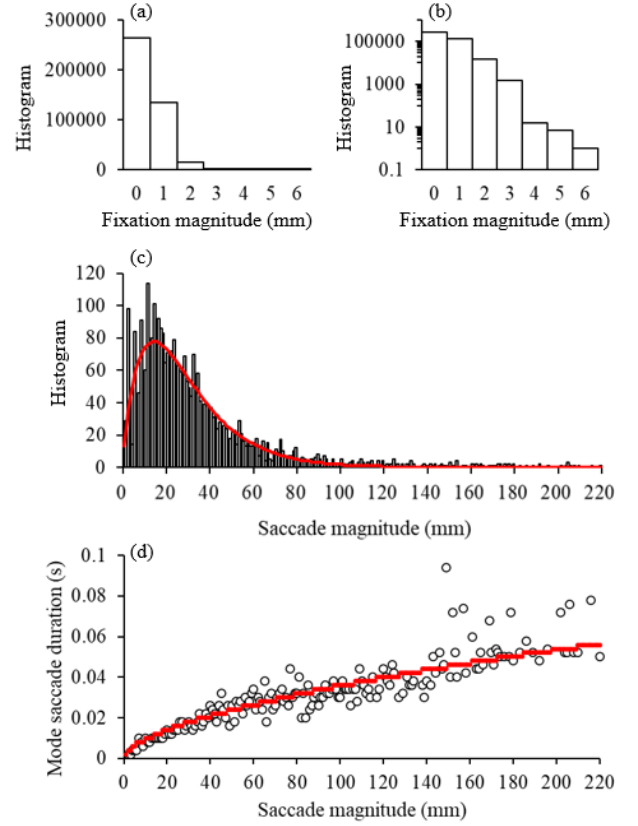 (a)
300000
200000
100000
0
Histogram
0 1 2 3 4 5 6
Fixation magnitude (mm)
(b)
100000
1000
10
0.1
Histogram
0 1 2 3 4 5 6
Fixation magnitude (mm)
(c)
120
100
80
60
40
20
0
Histogram
0 20 40 60 80 100 120 140 160 180 200 220
Saccade magnitude (mm)
(d)
0.1
0.08
0.06
0.04
0.02
0
Mode saccade duration (s)
0 20 40 60 80 100 120 140 160 180 200 220
Saccade magnitude (mm)